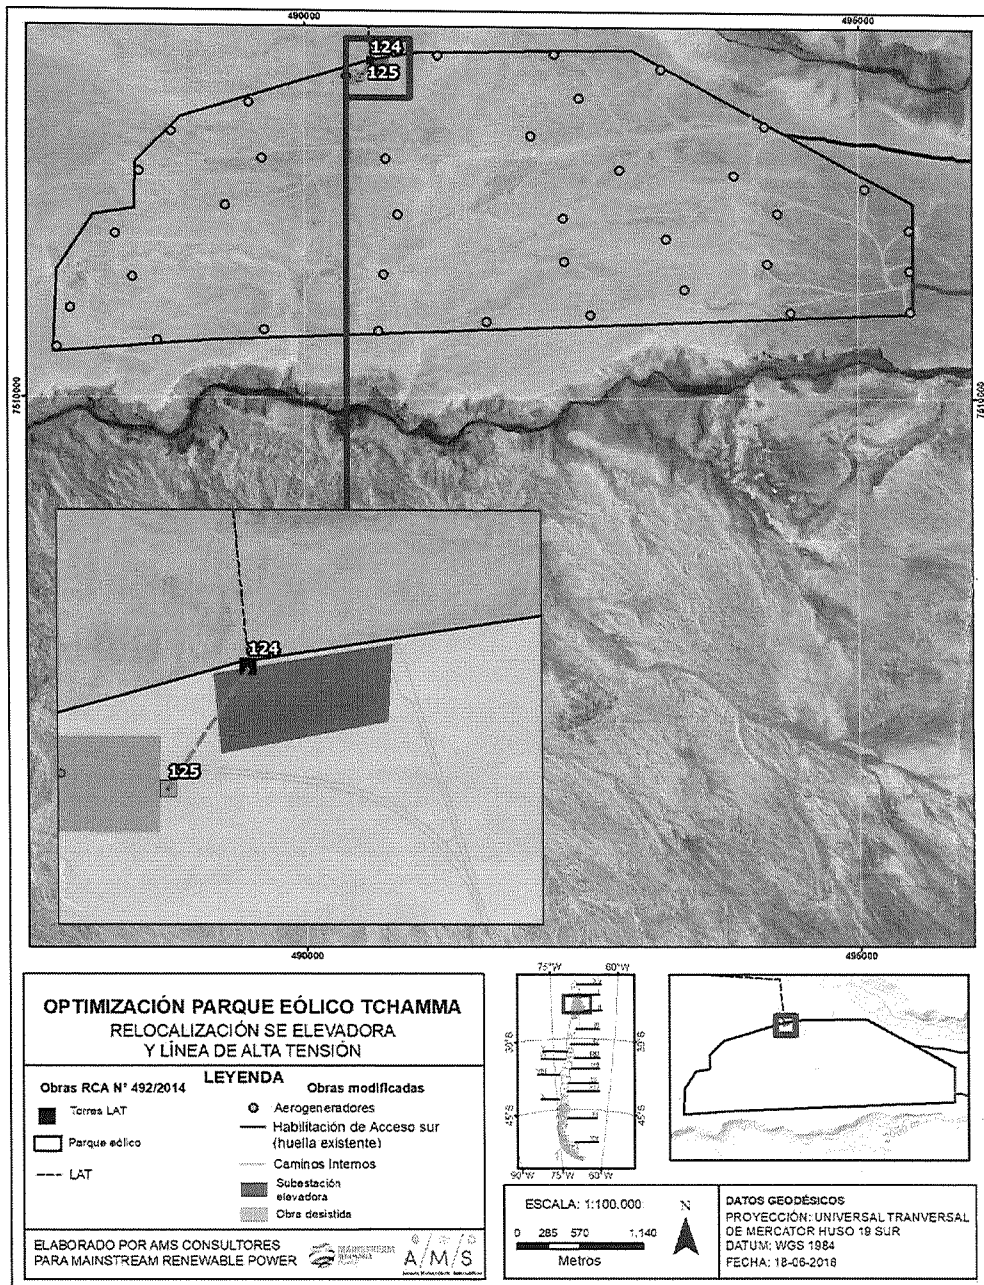 490000
495000
124
125
7510000
7510000
124
125
490000
495000
OPTIMIZACIÓN PARQUE EÓLICO TCHAMMA
RELOCALIZACIÓN SE ELEVADORA
Y LÍNEA DE ALTA TENSIÓN
LEYENDA
Obras RCA N° 492/2014
Torres LAT
Parque eólico
LAT
Obras modificadas
Aerogeneradores
Habilitación de Acceso sur
(huella existente)
Caminos Internos
Subestación
elevadora
Obra desistida
ELABORADO POR AMS CONSULTORES
PARA MAINSTREAM RENEWABLE POWER
MAINSTREAM
RENEWABLE
POWER
A/M/S
75°W
60°W
30°S
30°S
45°S
45°S
90°W
75°W
60°W
ESCALA: 1:100.000
0 285 570 1.140
Metros
N
DATOS GEODÉSICOS
PROYECCIÓN: UNIVERSAL TRANVERSAL
DE MERCATOR HUSO 19 SUR
DATUM: WGS 1984
FECHA: 18-06-2018